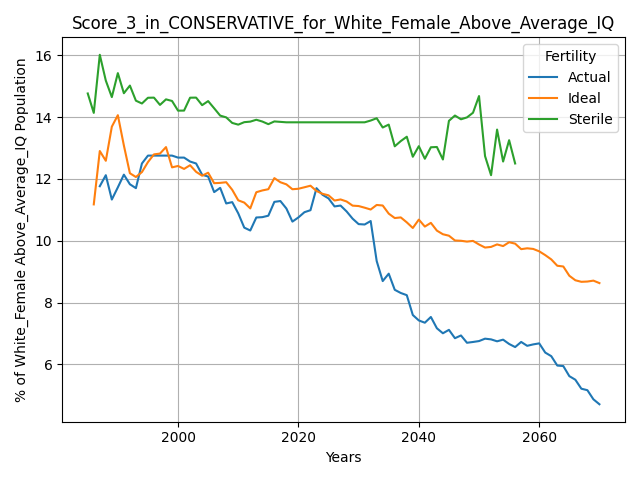 Score_3_in_CONSERVATIVE_for_White_Female_Above_Average_IQ
% of White_Female Above_Average_IQ Population
16
14
12
10
8
6
2000
2020
2040
2060
Years
Fertility
Actual
Ideal
Sterile